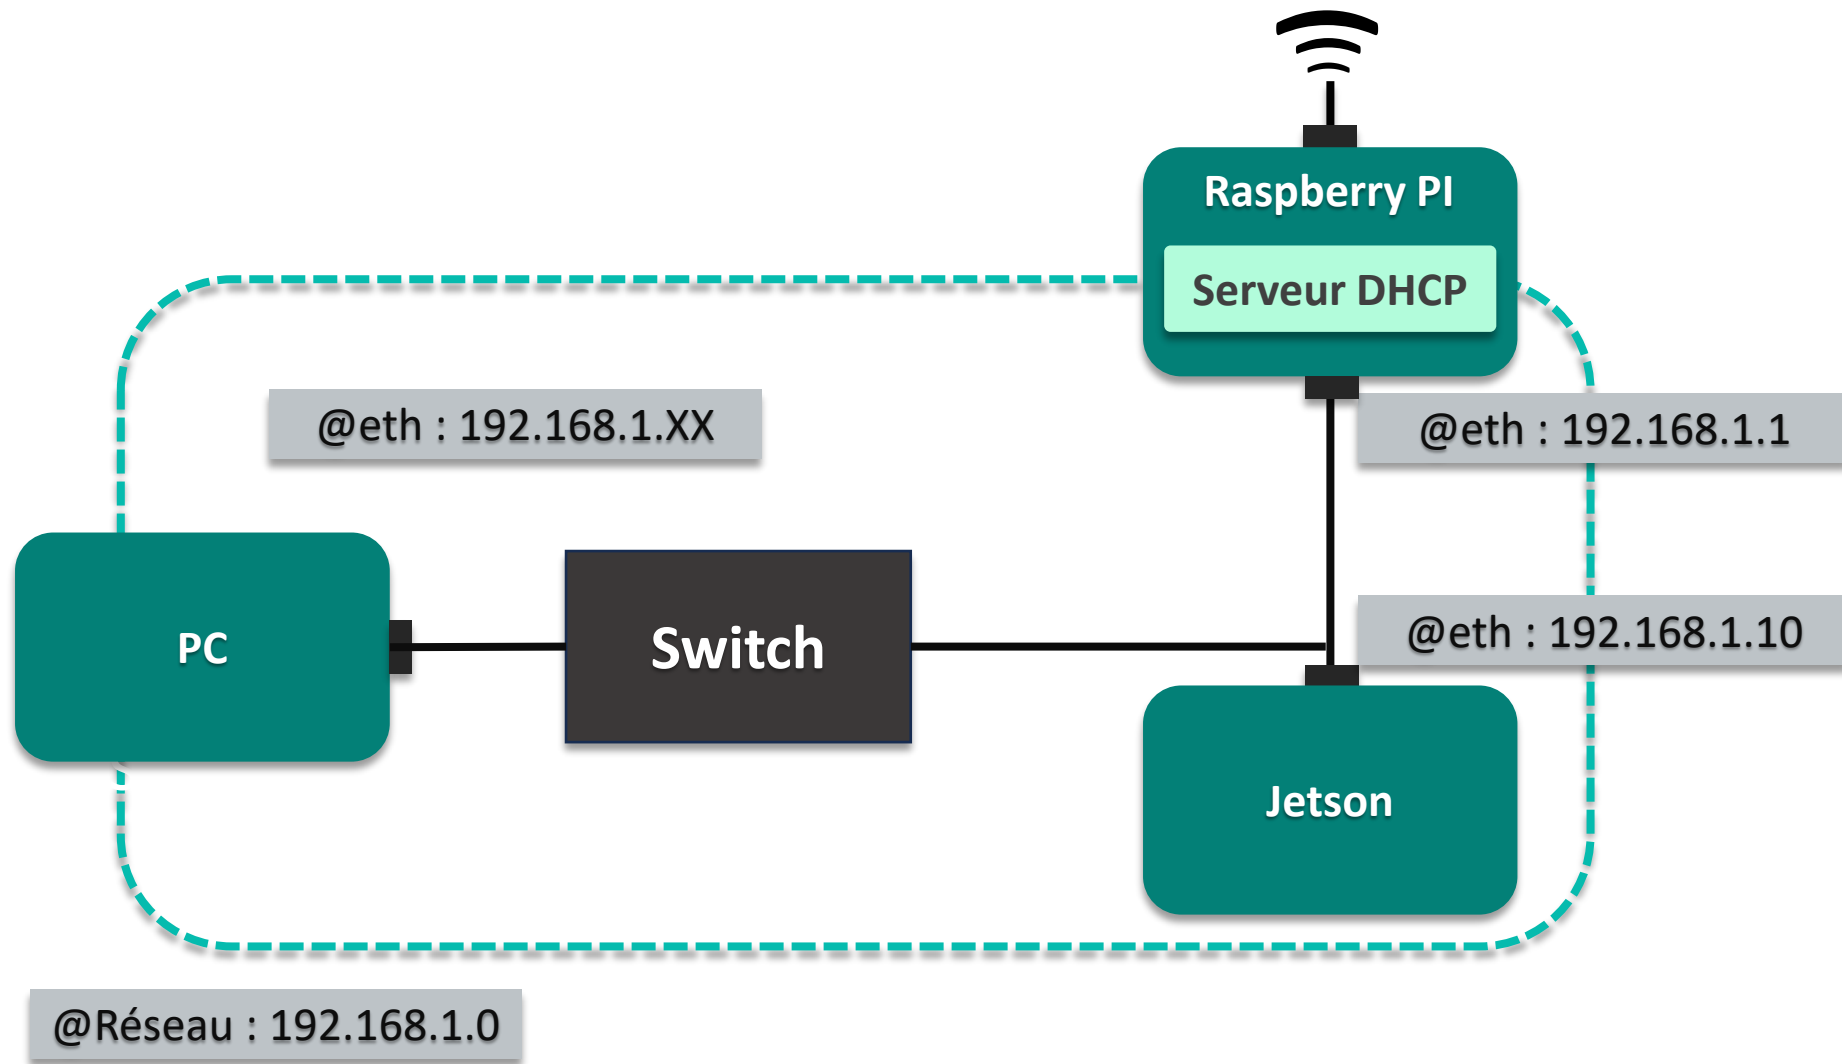 Raspberry PI
Serveur DHCP
@eth : 192.168.1.XX
@eth : 192.168.1.1
PC
Switch
@eth : 192.168.1.10
Jetson
@Réseau : 192.168.1.0